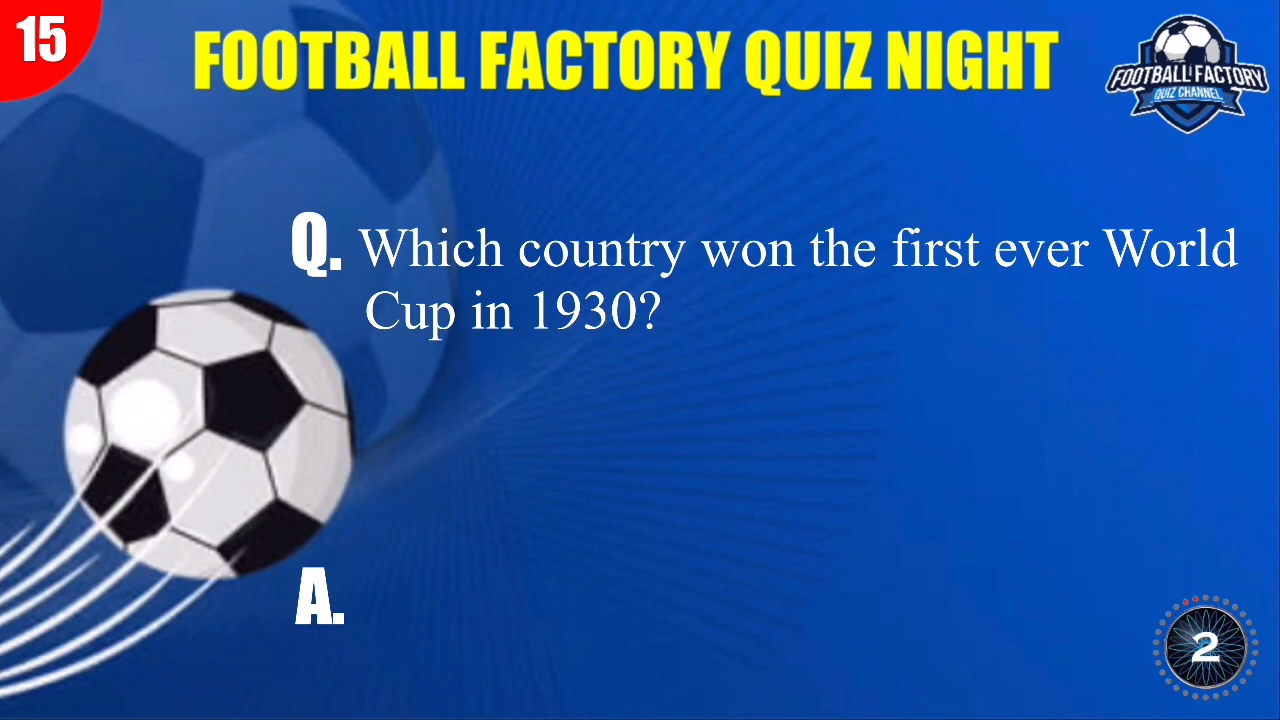 15
FOOTBALL FACTORY QUIZ NIGHT
FOOTBALL FACTORY
QUIZ CHANNEL
Q. Which country won the first ever World
Cup in 1930?
A.
2